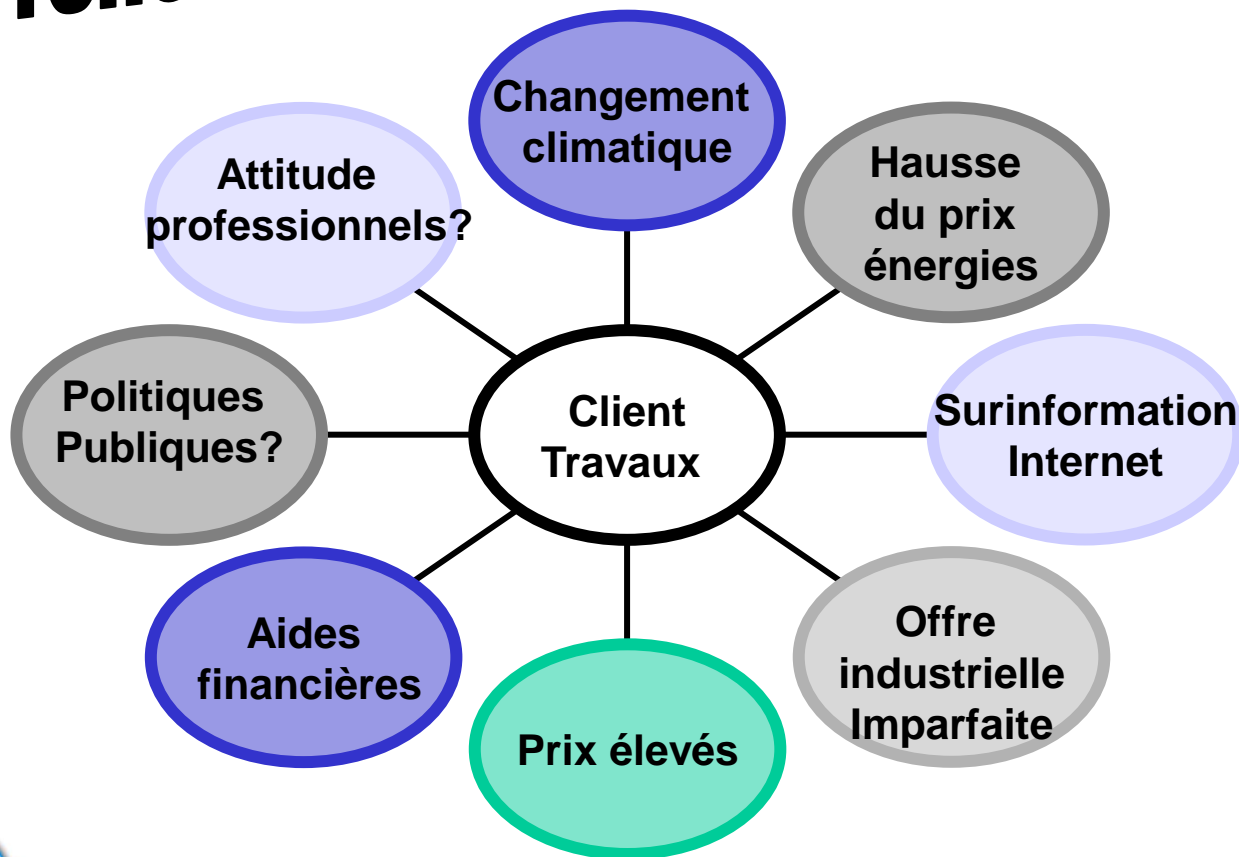 Changement
climatique
Hausse
du prix
énergies
Surinformation
Internet
Offre
industrielle
Imparfaite
Prix élevés
Aides
financières
Politiques
Publiques?
Attitude
professionnels?
Client
Travaux